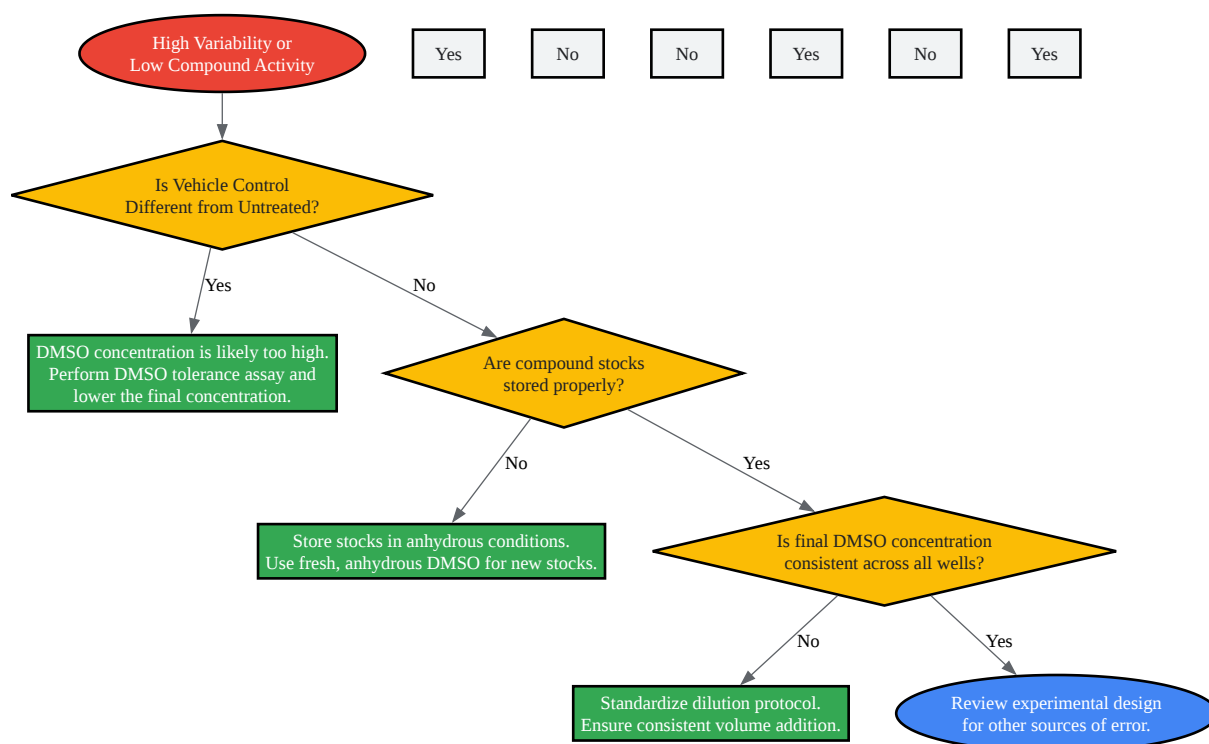 High Variability or
Low Compound Activity
Yes
No
No
Yes
No
Yes
Is Vehicle Control
Different from Untreated?
Yes
No
DMSO concentration is likely too high.
Perform DMSO tolerance assay and
lower the final concentration.
Are compound stocks
stored properly?
No
Yes
Store stocks in anhydrous conditions.
Use fresh, anhydrous DMSO for new stocks.
Is final DMSO concentration
consistent across all wells?
No
Yes
Standardize dilution protocol.
Ensure consistent volume addition.
Review experimental design
for other sources of error.